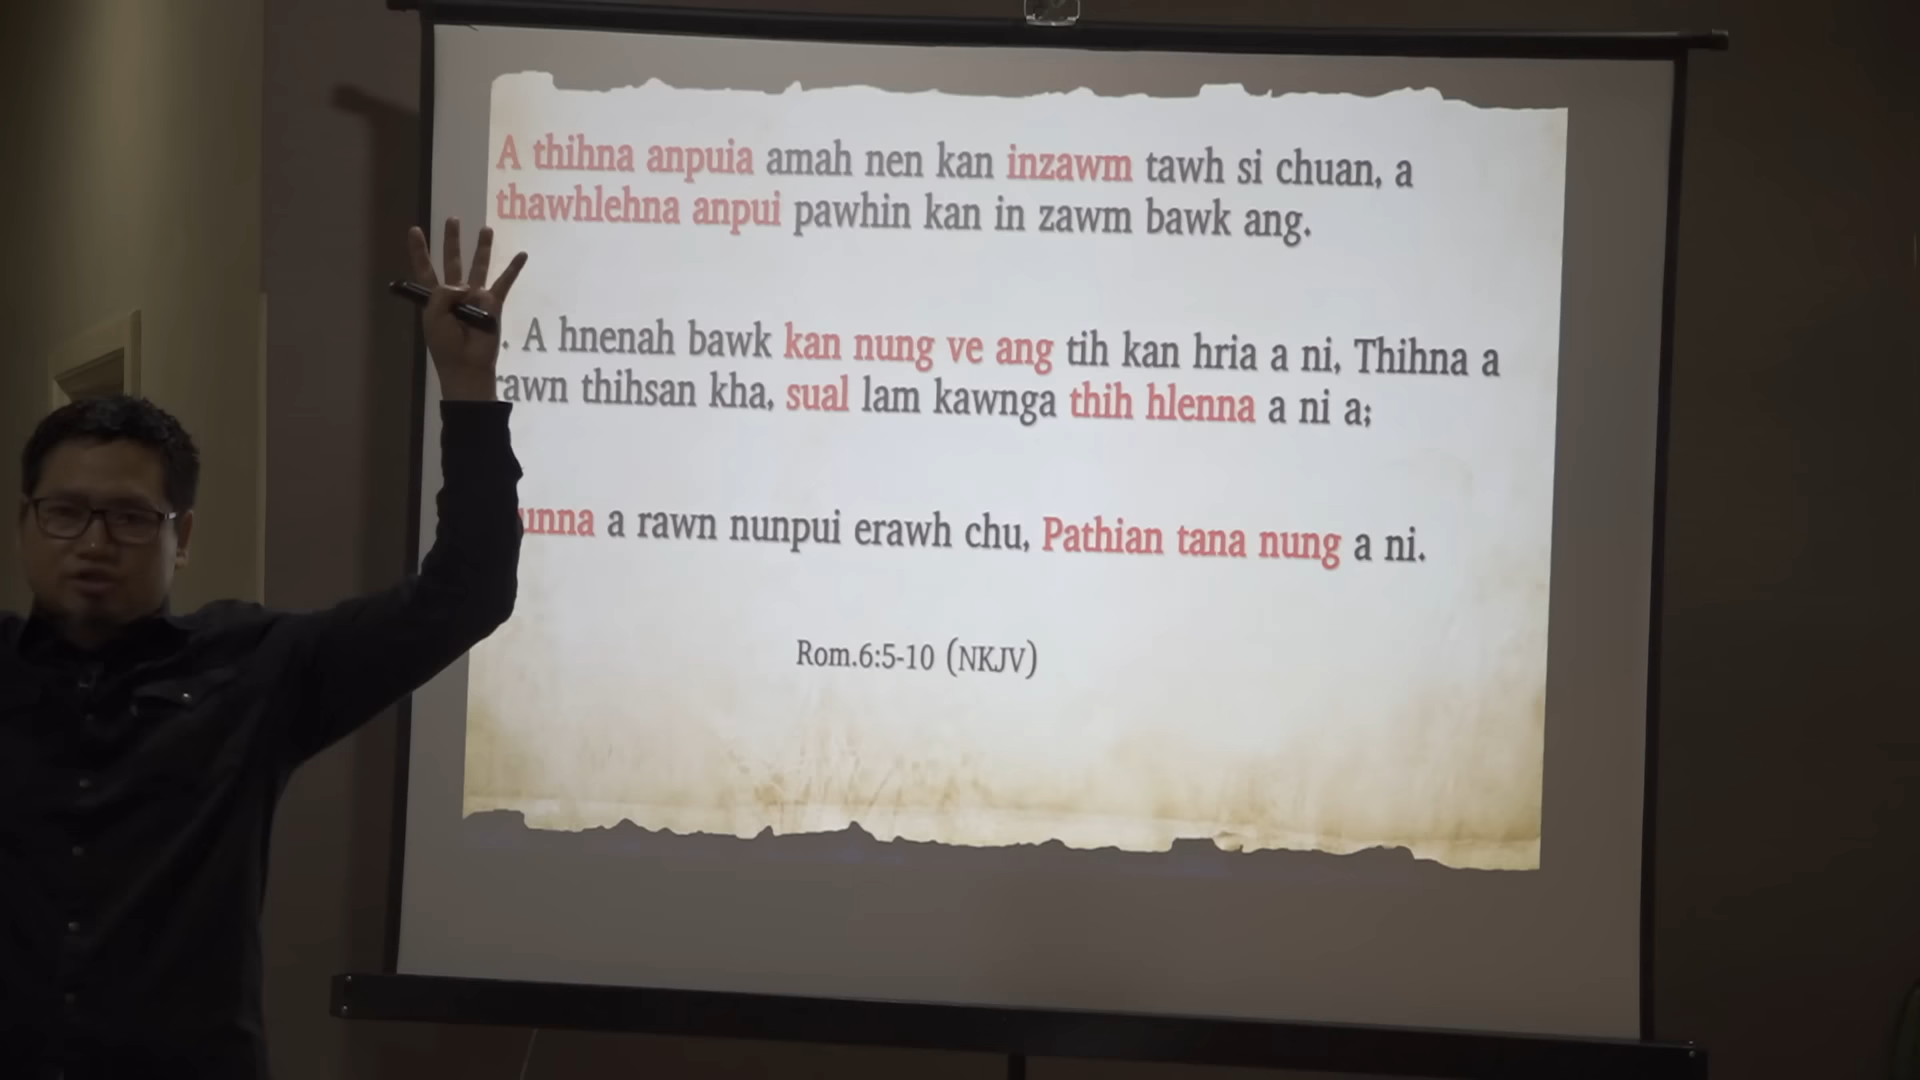 A thihna anpuia amah nen kan inzawm tawh si chuan, a
thawhlehna anpui pawhin kan in zawm bawk ang.
. A hnenah bawk kan nung ve ang tih kan hria a ni, Thihna a
rawn thihsan kha, sual lam kawnga thih hlenna a ni a;
a rawn nunpui erawh chu, Pathian tana nung a ni.
Rom.6:5-10 (NKJV)